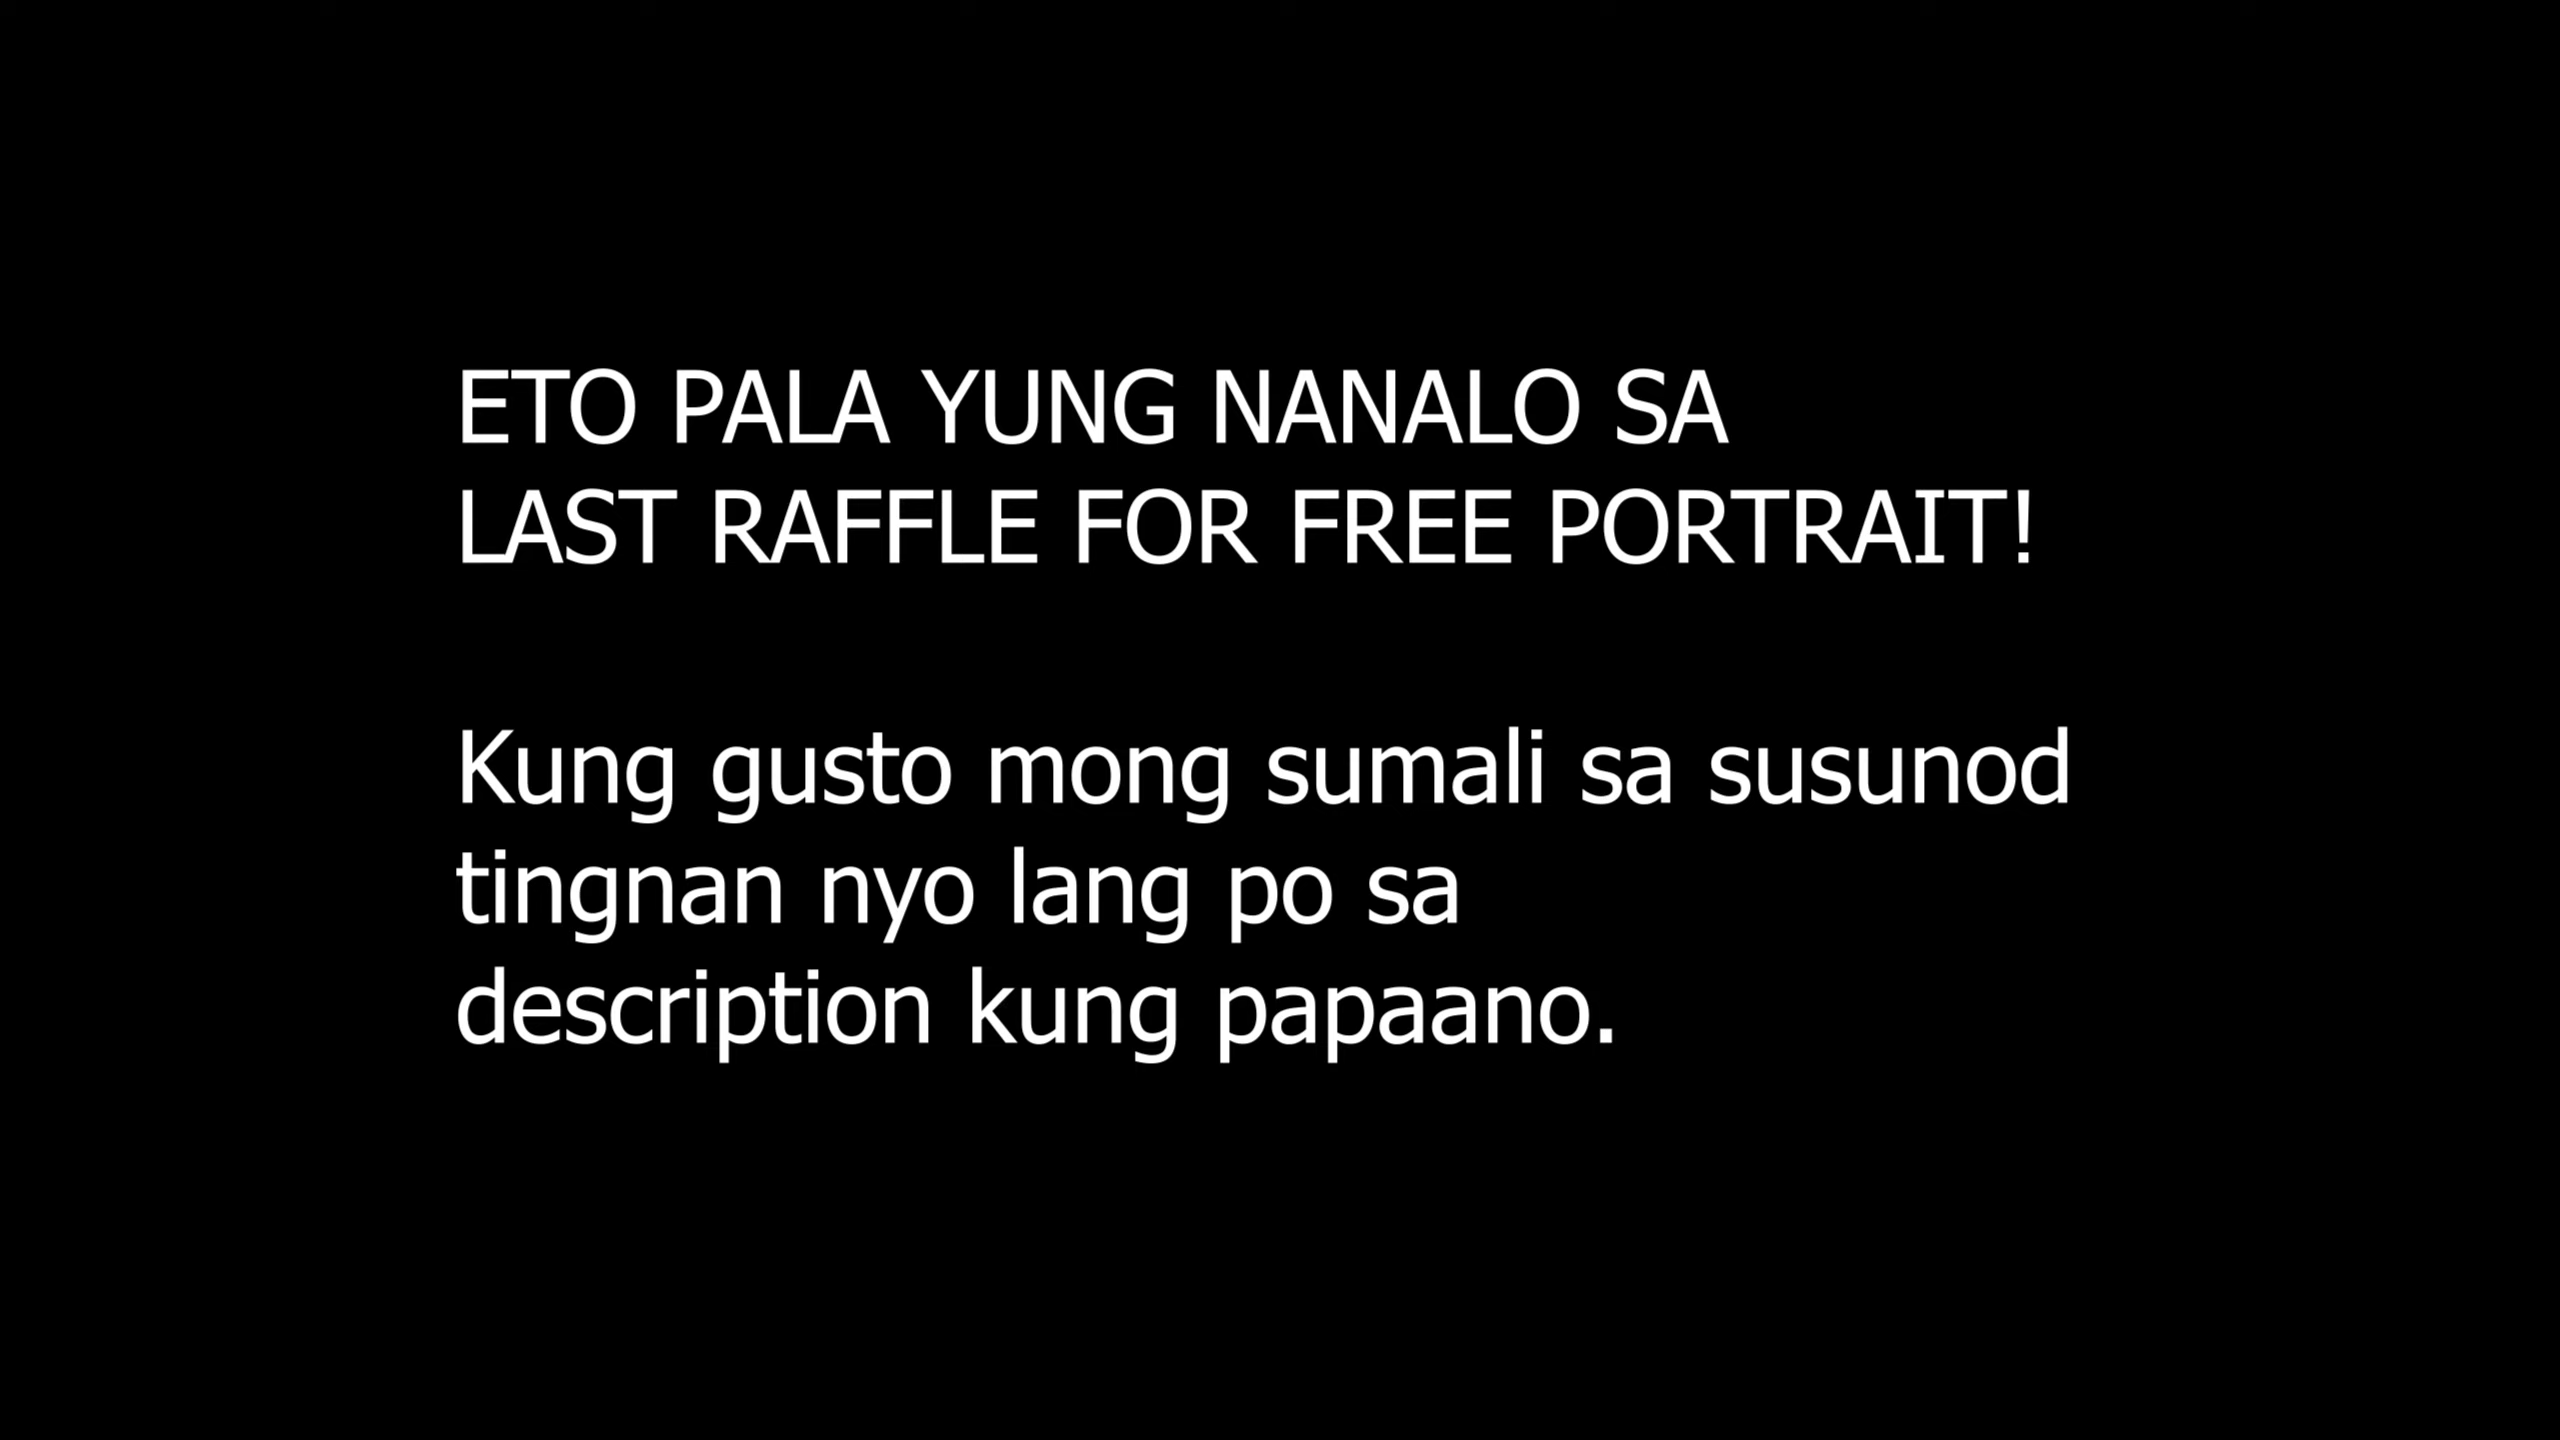 ETO PALA YUNG NANALO SA
LAST RAFFLE FOR FREE PORTRAIT!
Kung gusto mong sumali sa susunod
tingnan nyo lang po sa
description kung papaano.